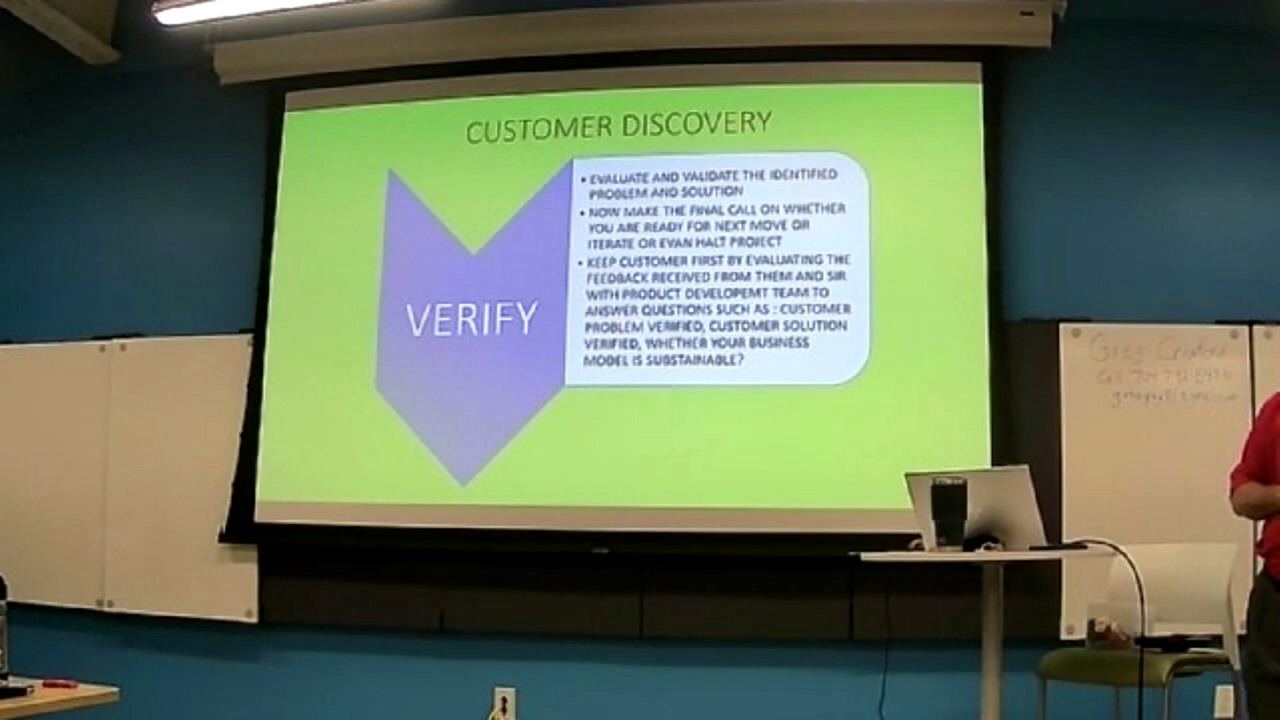 CUSTOMER DISCOVERY
VERIFY
• EVALUATE AND VALIDATE THE IDENTIFIED
PROBLEM AND SOLUTION
• NOW MAKE THE FINAL CALL ON WHETHER
YOU ARE READY FOR NEXT MOVE OR
ITERATE OR EVAN HALT PROJECT
• KEEP CUSTOMER FIRST BY EVALUATING THE
FEEDBACK RECEIVED FROM THEM AND SIR
WITH PRODUCT DEVELOPEMT TEAM TO
ANSWER QUESTIONS SUCH AS : CUSTOMER
PROBLEM VERIFIED, CUSTOMER SOLUTION
VERIFIED, WHETHER YOUR BUSINESS
MODEL IS SUBSTAINABLE?
Greg